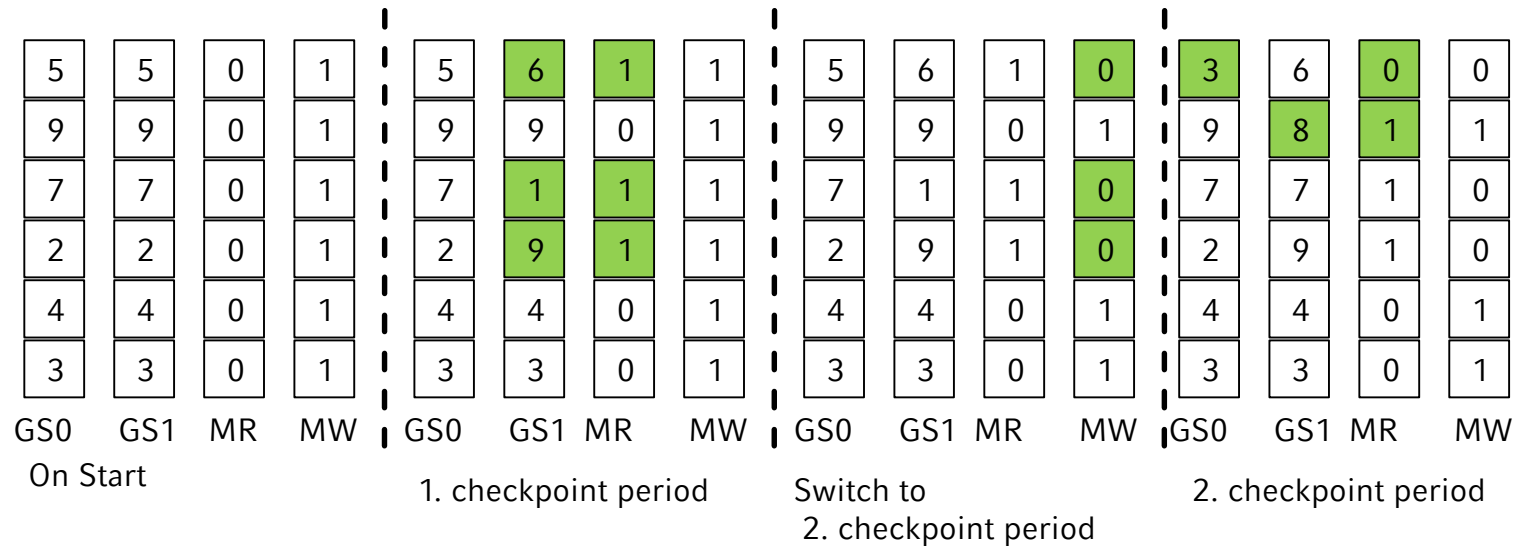 5 5 0 1 5 6 1 1 5 6 1 0 3 6 0 0
9 9 0 1 9 9 0 1 9 9 0 1 9 8 1 1
7 7 0 1 7 1 1 1 7 1 1 0 7 7 1 0
2 2 0 1 2 9 1 1 2 9 1 0 2 9 1 0
4 4 0 1 4 4 0 1 4 4 0 1 4 4 0 1
3 3 0 1 3 3 0 1 3 3 0 1 3 3 0 1
GS0 GS1 MR MW GS0 GS1 MR MW GS0 GS1 MR MW GS0 GS1 MR MW
On Start
1. checkpoint period
Switch to
2. checkpoint period
2. checkpoint period